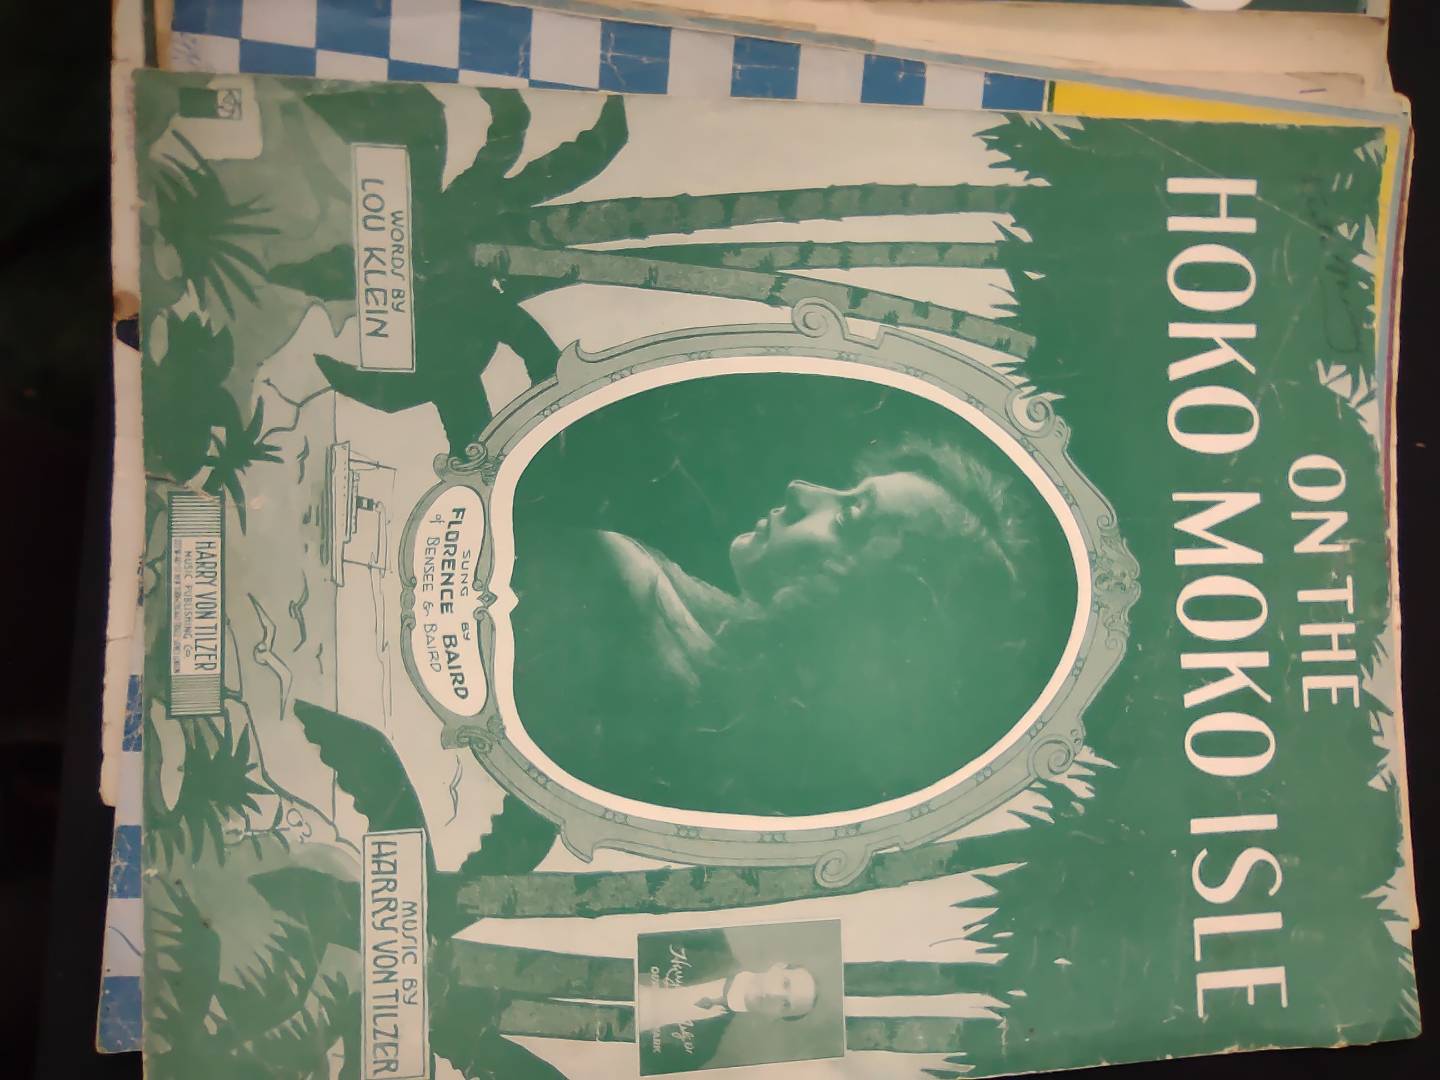 ON THE
HOKO MOKO ISLE
SUNG BY
FLORENCE BAIRD
of BENSEE & BAIRD
WORDS BY
LOU KLEIN
MUSIC BY
HARRY VON TILZER
HARRY VON TILZER
MUSIC PUBLISHING Co.